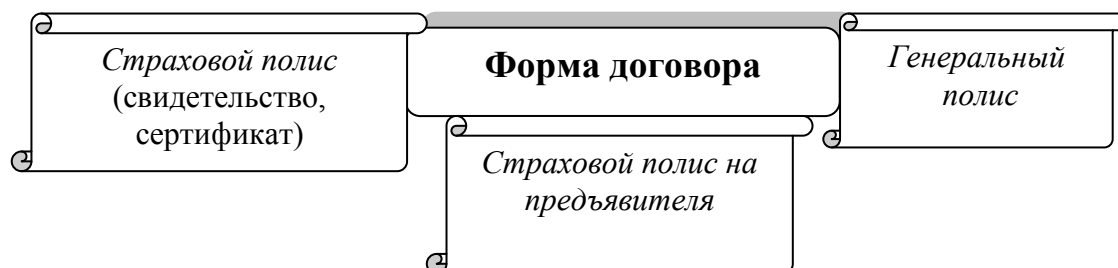 Страховой полис
(свидетельство,
сертификат)
Форма договора
Генеральный
полис
Страховой полис на
предъявителя